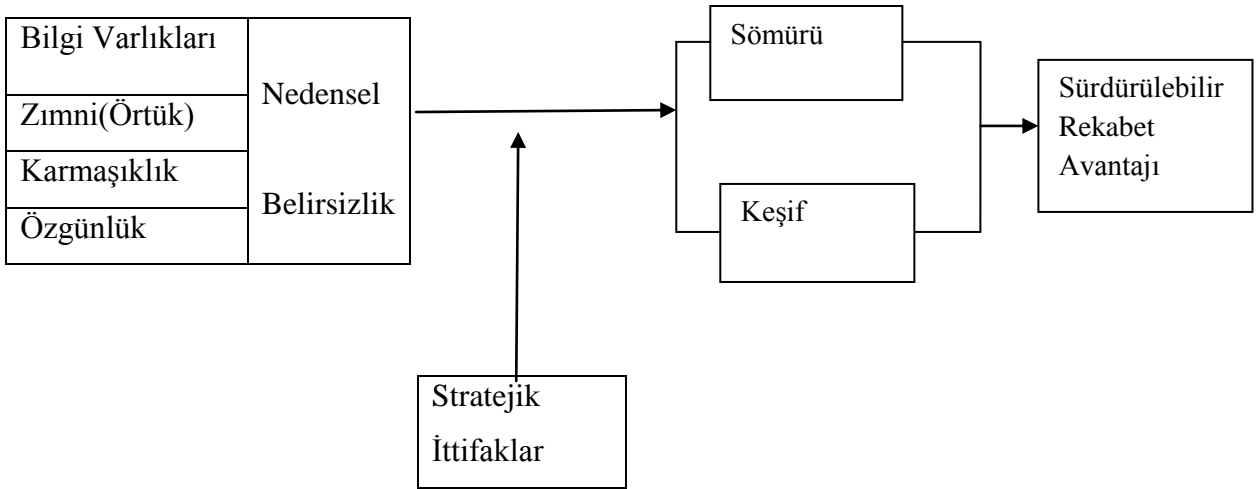 Bilgi Varlıkları
Zımni(Örtük)
Karmaşıklık
Özgünlük
Nedensel
Belirsizlik
Stratejik
İttifaklar
Sömürü
Keşif
Sürdürülebilir
Rekabet
Avantajı